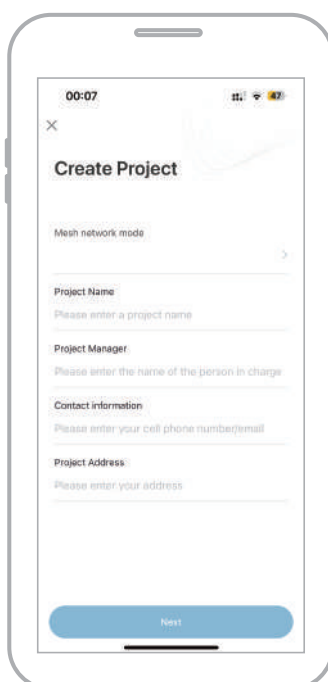 00:07
47
Create Project
Mesh network mode
Project Name
Please enter a project name
Project Manager
Please enter the name of the person in charge
Contact information
Please enter your cell phone number/email
Project Address
Please enter your address
Next